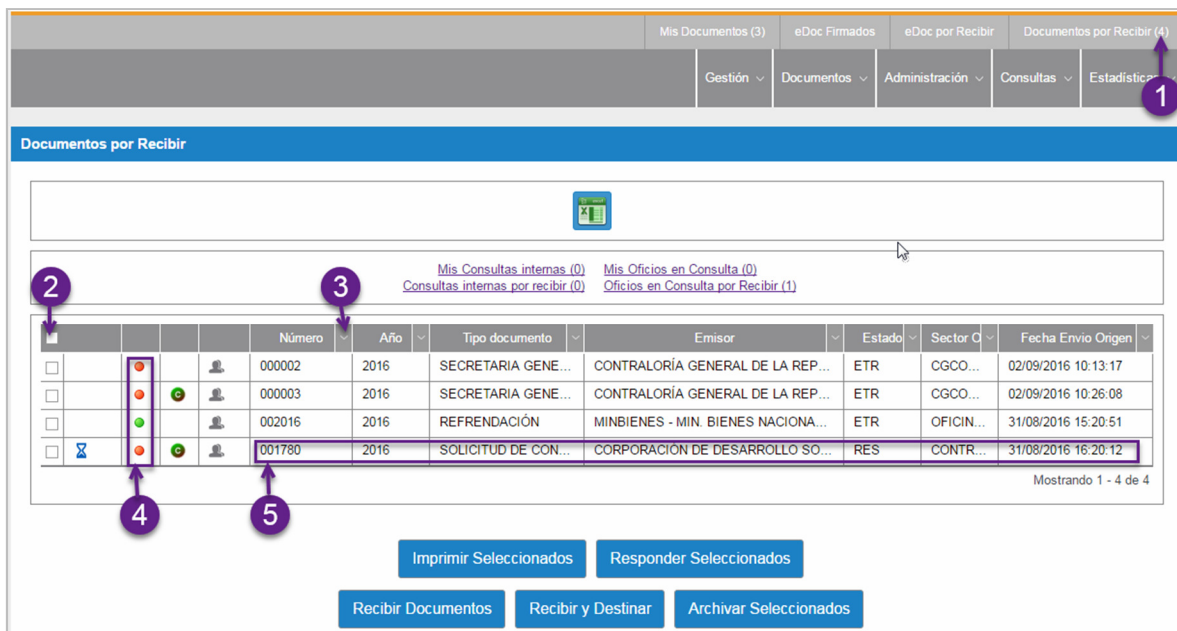 Mis Documentos (3) eDoc Firmados eDoc por Recibir Documentos por Recibir (4)
Gestión Documentos Administración Consultas Estadísticas
1
Documentos por Recibir
Mis Consultas internas (0) Mis Oficios en Consulta (0)
Consultas internas por recibir (0) Oficios en Consulta por Recibir (1)
2 3
Número Año Tipo documento Emisor Estado Sector O Fecha Envio Origen
000002 2016 SECRETARIA GENE... CONTRALORÍA GENERAL DE LA REP... ETR CGCO... 02/09/2016 10:13:17
C 000003 2016 SECRETARIA GENE... CONTRALORÍA GENERAL DE LA REP... ETR CGCO... 02/09/2016 10:26:08
002016 2016 REFRENDACIÓN MINBIENES - MIN. BIENES NACIONA... ETR OFICIN... 31/08/2016 15:20:51
C 001780 2016 SOLICITUD DE CON... CORPORACIÓN DE DESARROLLO SO... RES CONTR... 31/08/2016 16:20:12
Mostrando 1 - 4 de 4
4 5
Imprimir Seleccionados Responder Seleccionados
Recibir Documentos Recibir y Destinar Archivar Seleccionados